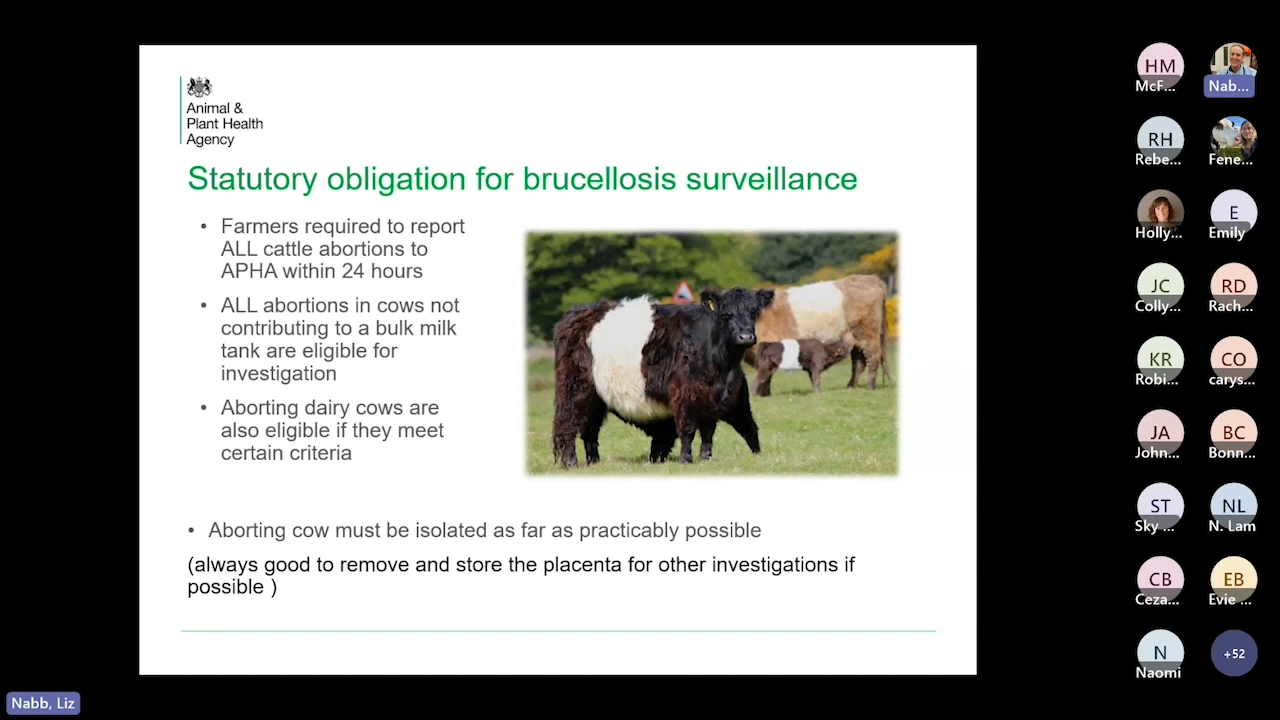 Animal &
Plant Health
Agency
Statutory obligation for brucellosis surveillance
• Farmers required to report
ALL cattle abortions to
APHA within 24 hours
• ALL abortions in cows not
contributing to a bulk milk
tank are eligible for
investigation
• Aborting dairy cows are
also eligible if they meet
certain criteria
• Aborting cow must be isolated as far as practicably possible
(always good to remove and store the placenta for other investigations if
possible )
HM
McF...
Nab...
RH
Rebe...
Fene...
Holly...
E
Emily
JC
Colly...
RD
Rach...
KR
Robi...
CO
carys...
JA
John...
BC
Bonn...
ST
Sky ...
NL
N. Lam
CB
Ceza...
EB
Evie ...
N
Naomi
+52
Nabb, Liz